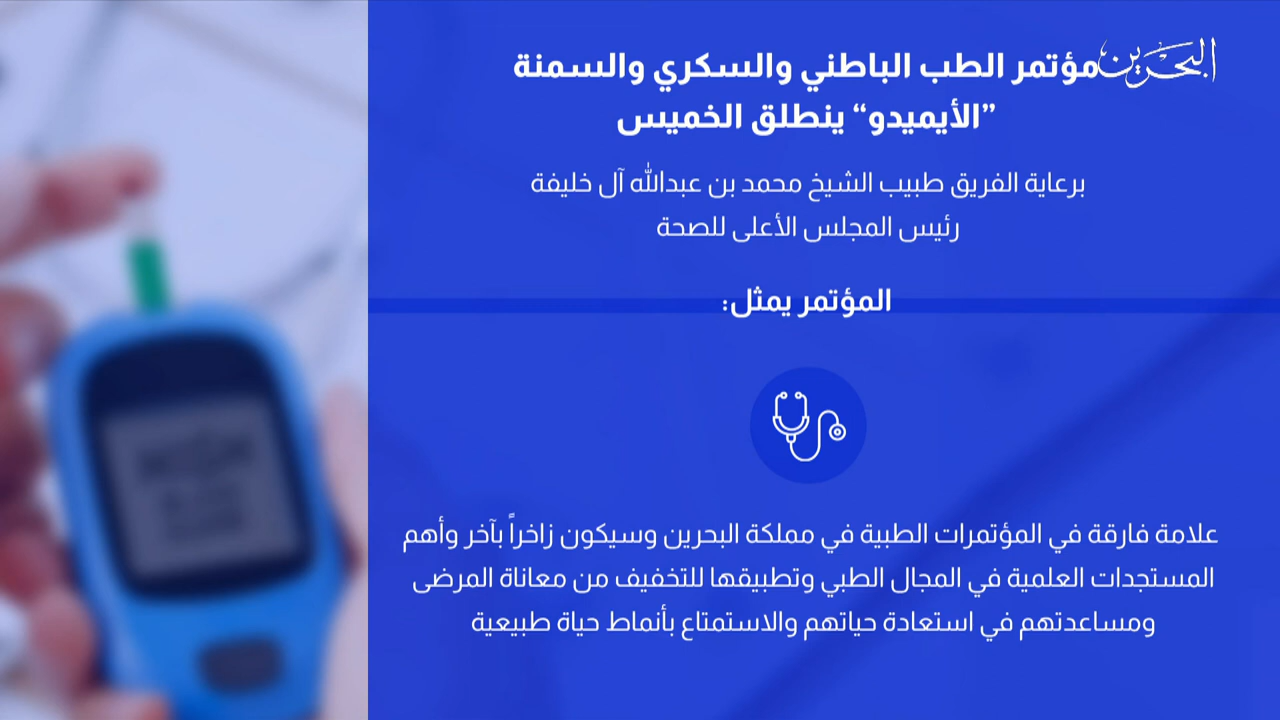 البحرين
مؤتمر الطب الباطني والسكري والسمنة
”الأيميدو“ ينطلق الخميس
برعاية الفريق طبيب الشيخ محمد بن عبدالله آل خليفة
رئيس المجلس الأعلى للصحة
المؤتمر يمثل:
علامة فارقة في المؤتمرات الطبية في مملكة البحرين وسيكون زاخراً بآخر وأهم
المستجدات العلمية في المجال الطبي وتطبيقها للتخفيف من معاناة المرضى
ومساعدتهم في استعادة حياتهم والاستمتاع بأنماط حياة طبيعية